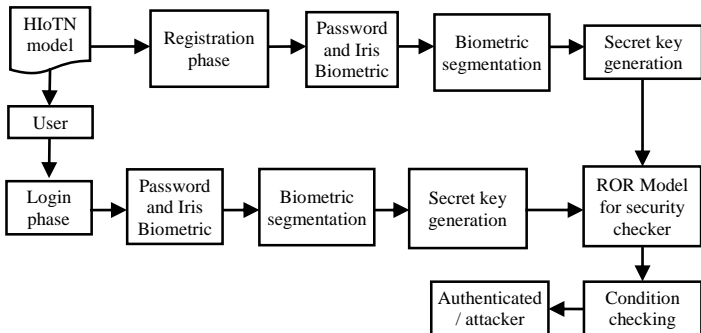 HIoTN
model
Registration
phase
Password
and Iris
Biometric
Biometric
segmentation
Secret key
generation
User
Login
phase
Password
and Iris
Biometric
Biometric
segmentation
Secret key
generation
ROR Model
for security
checker
Authenticated
/ attacker
Condition
checking